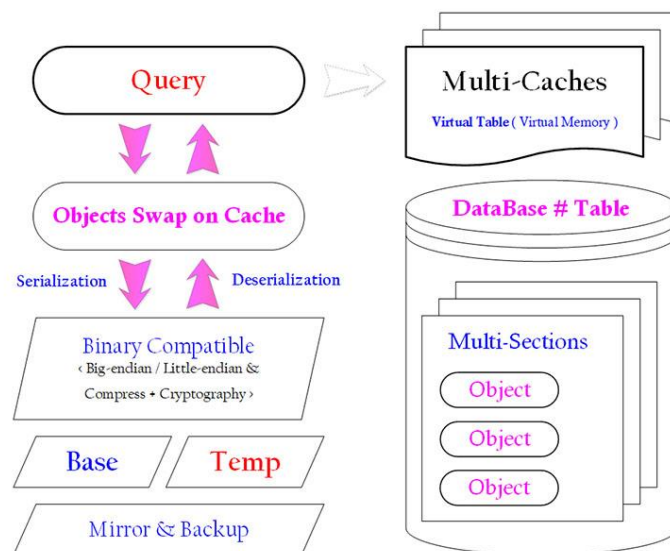 Query
Multi-Caches
Virtual Table ( Virtual Memory )
Objects Swap on Cache
DataBase # Table
Serialization
Deserialization
Binary Compatible
‹ Big-endian / Little-endian &
Compress + Cryptography ›
Multi-Sections
Object
Object
Object
Base
Temp
Mirror & Backup